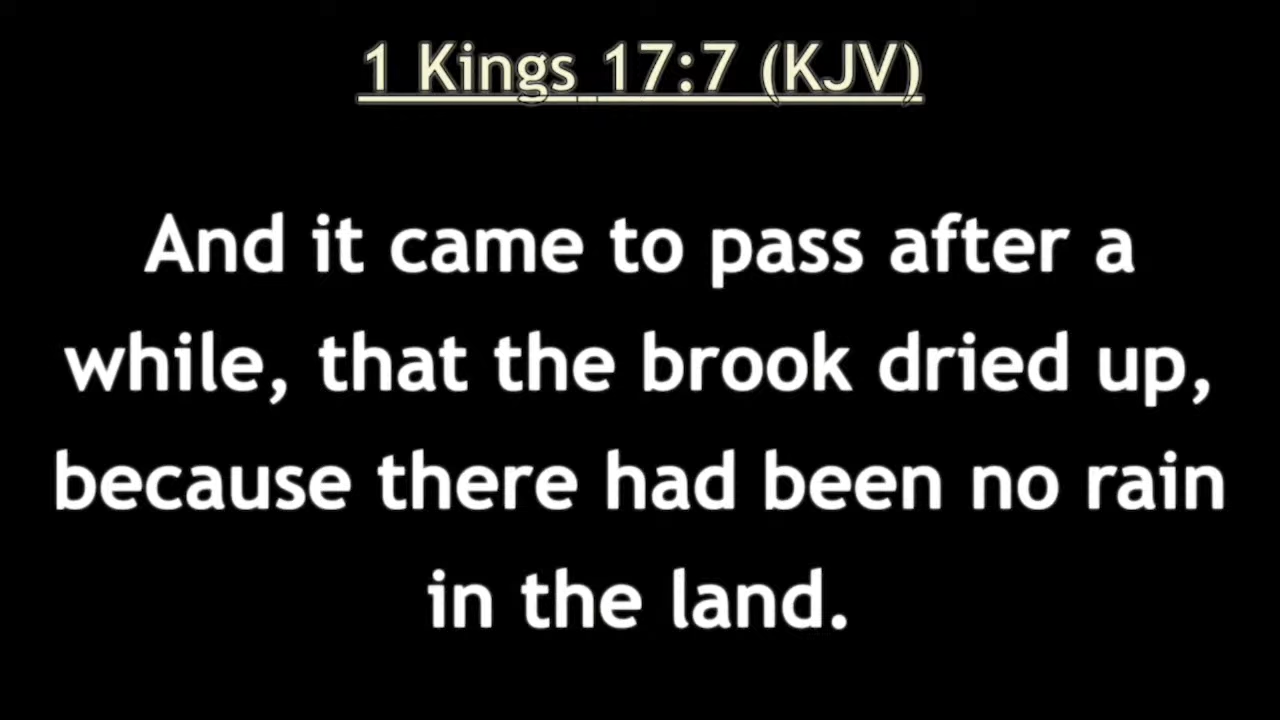 1 Kings 17:7 (KJV)
And it came to pass after a
while, that the brook dried up,
because there had been no rain
in the land.